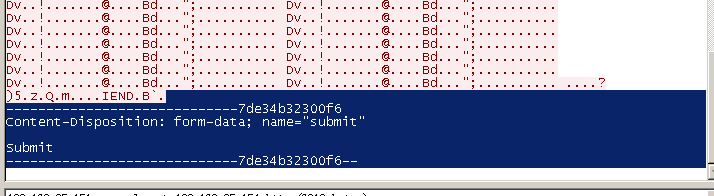 Dv..!.......@....Bd..."¦............ Dv..!.......@....Bd..."¦...........
Dv..!.......@....Bd..."¦............ Dv..!.......@....Bd..."¦...........
Dv..!.......@....Bd..."¦............ Dv..!.......@....Bd..."¦...........
Dv..!.......@....Bd..."¦............ Dv..!.......@....Bd..."¦...........
Dv..!.......@....Bd..."¦............ Dv..!.......@....Bd..."¦...........
Dv..!.......@....Bd..."¦............ Dv..!.......@....Bd..."¦...........
Dv..!.......@....Bd..."¦............ Dv..!.......@....Bd..."¦........... ....?
)5.z.Q.m....IEND.B`.
-----------------------------7de34b32300f6
Content-Disposition: form-data; name="submit"
Submit
-----------------------------7de34b32300f6--